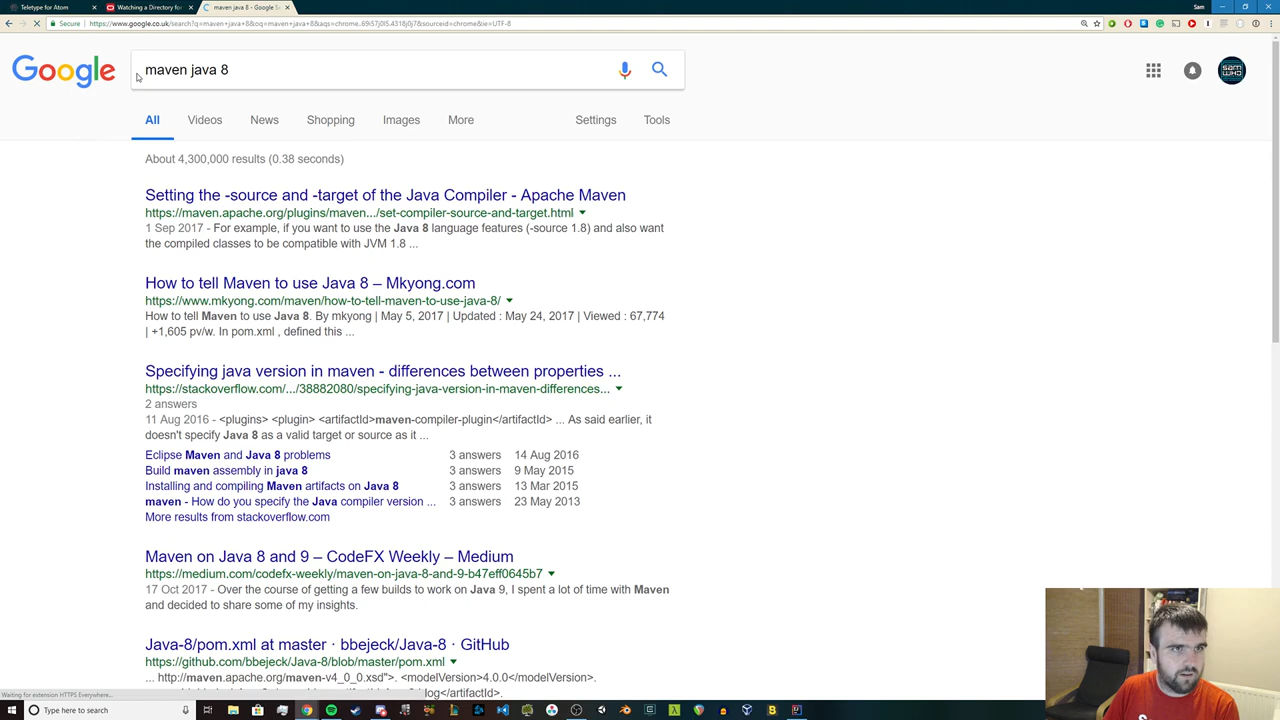 Teletype for Atom
Watching a Directory for
maven java 8 - Google Se
Sam
Secure
https://www.google.co.uk/search?q=maven+java+8&oq=maven+java+8&aqs=chrome..69i57j0l5.4318j0j7&sourceid=chrome&ie=UTF-8
Google
maven java 8
SAM
WHO
All
Videos
News
Shopping
Images
More
Settings
Tools
About 4,300,000 results (0.38 seconds)
Setting the -source and -target of the Java Compiler - Apache Maven
https://maven.apache.org/plugins/maven.../set-compiler-source-and-target.html
1 Sep 2017 - For example, if you want to use the Java 8 language features (-source 1.8) and also want
the compiled classes to be compatible with JVM 1.8 ...
How to tell Maven to use Java 8 – Mkyong.com
https://www.mkyong.com/maven/how-to-tell-maven-to-use-java-8/
How to tell Maven to use Java 8. By mkyong | May 5, 2017 | Updated : May 24, 2017 | Viewed : 67,774
| +1,605 pv/w. In pom.xml , defined this ...
Specifying java version in maven - differences between properties ...
https://stackoverflow.com/.../38882080/specifying-java-version-in-maven-differences...
2 answers
11 Aug 2016 - <plugins> <plugin> <artifactId>maven-compiler-plugin</artifactId> ... As said earlier, it
doesn't specify Java 8 as a valid target or source as it ...
Eclipse Maven and Java 8 problems 3 answers 14 Aug 2016
Build maven assembly in java 8 3 answers 9 May 2015
Installing and compiling Maven artifacts on Java 8 3 answers 13 Mar 2015
maven - How do you specify the Java compiler version ... 3 answers 23 May 2013
More results from stackoverflow.com
Maven on Java 8 and 9 – CodeFX Weekly – Medium
https://medium.com/codefx-weekly/maven-on-java-8-and-9-b47eff0645b7
17 Oct 2017 - Over the course of getting a few builds to work on Java 9, I spent a lot of time with Maven
and decided to share some of my insights.
Java-8/pom.xml at master · bbejeck/Java-8 · GitHub
https://github.com/bbejeck/Java-8/blob/master/pom.xml
... http://maven.apache.org/maven-v4_0_0.xsd"> <modelVersion>4.0.0</modelVersion>
Waiting for extension HTTPS Everywhere...
Type here to search